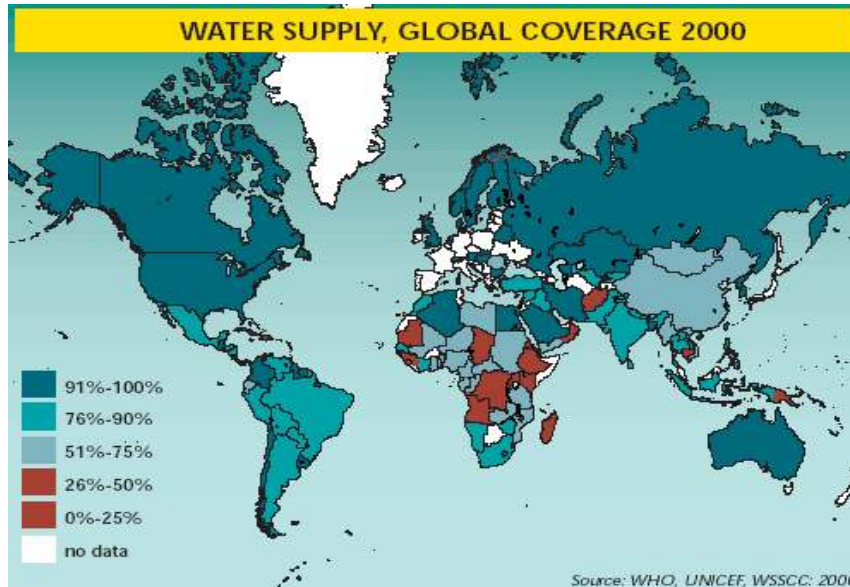 WATER SUPPLY, GLOBAL COVERAGE 2000
91%-100%
76%-90%
51%-75%
26%-50%
0%-25%
no data
Source: WHO, UNICEF, WSSCC: 200